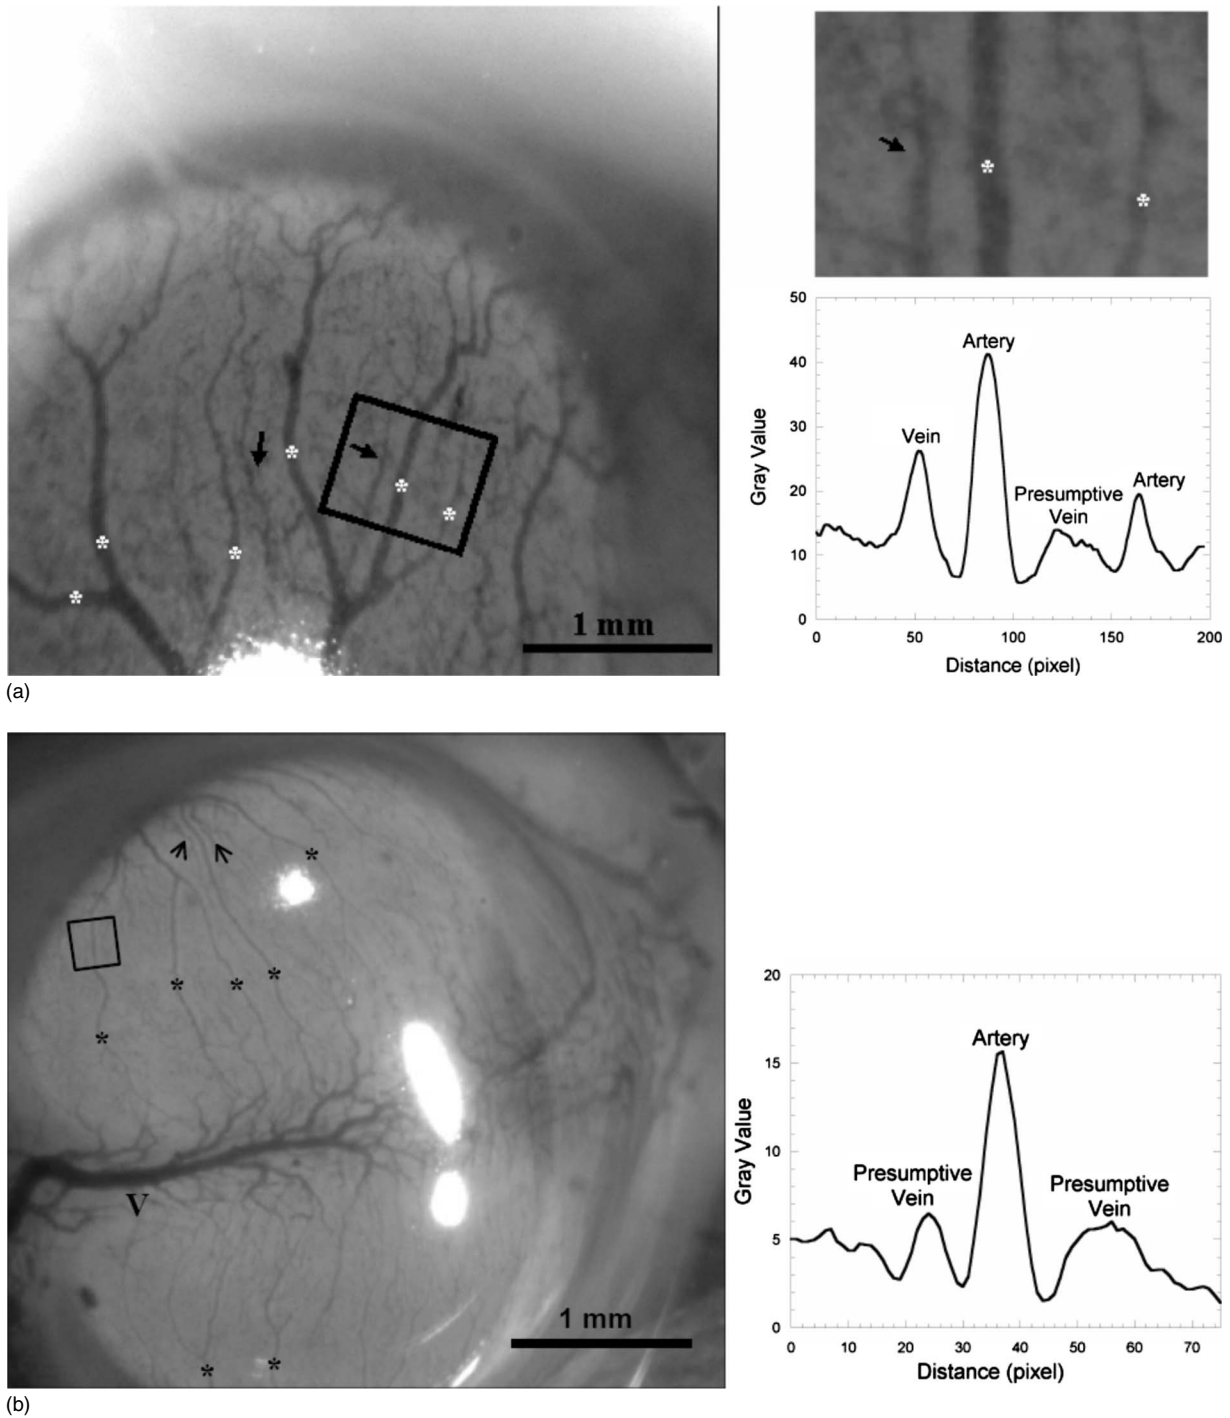 1 mm
*
*
*
*
*
*
*
*
50
40
30
20
10
0
Gray Value
Vein
Artery
Presumptive
Vein
Artery
0 50 100 150 200
Distance (pixel)
(a)
*
*
*
*
*
V
1 mm
*
*
20
15
10
5
0
Gray Value
Presumptive
Vein
Artery
Presumptive
Vein
0 10 20 30 40 50 60 70
Distance (pixel)
(b)